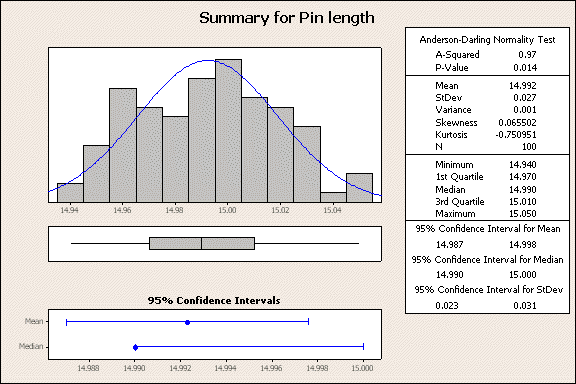 Summary for Pin length
14.94 14.96 14.98 15.00 15.02 15.04
95% Confidence Intervals
Mean
Median
14.988 14.990 14.992 14.994 14.996 14.998 15.000
Anderson-Darling Normality Test
A-Squared 0.97
P-Value 0.014
Mean 14.992
StDev 0.027
Variance 0.001
Skewness 0.065502
Kurtosis -0.750951
N 100
Minimum 14.940
1st Quartile 14.970
Median 14.990
3rd Quartile 15.010
Maximum 15.050
95% Confidence Interval for Mean
14.987 14.998
95% Confidence Interval for Median
14.990 15.000
95% Confidence Interval for StDev
0.023 0.031